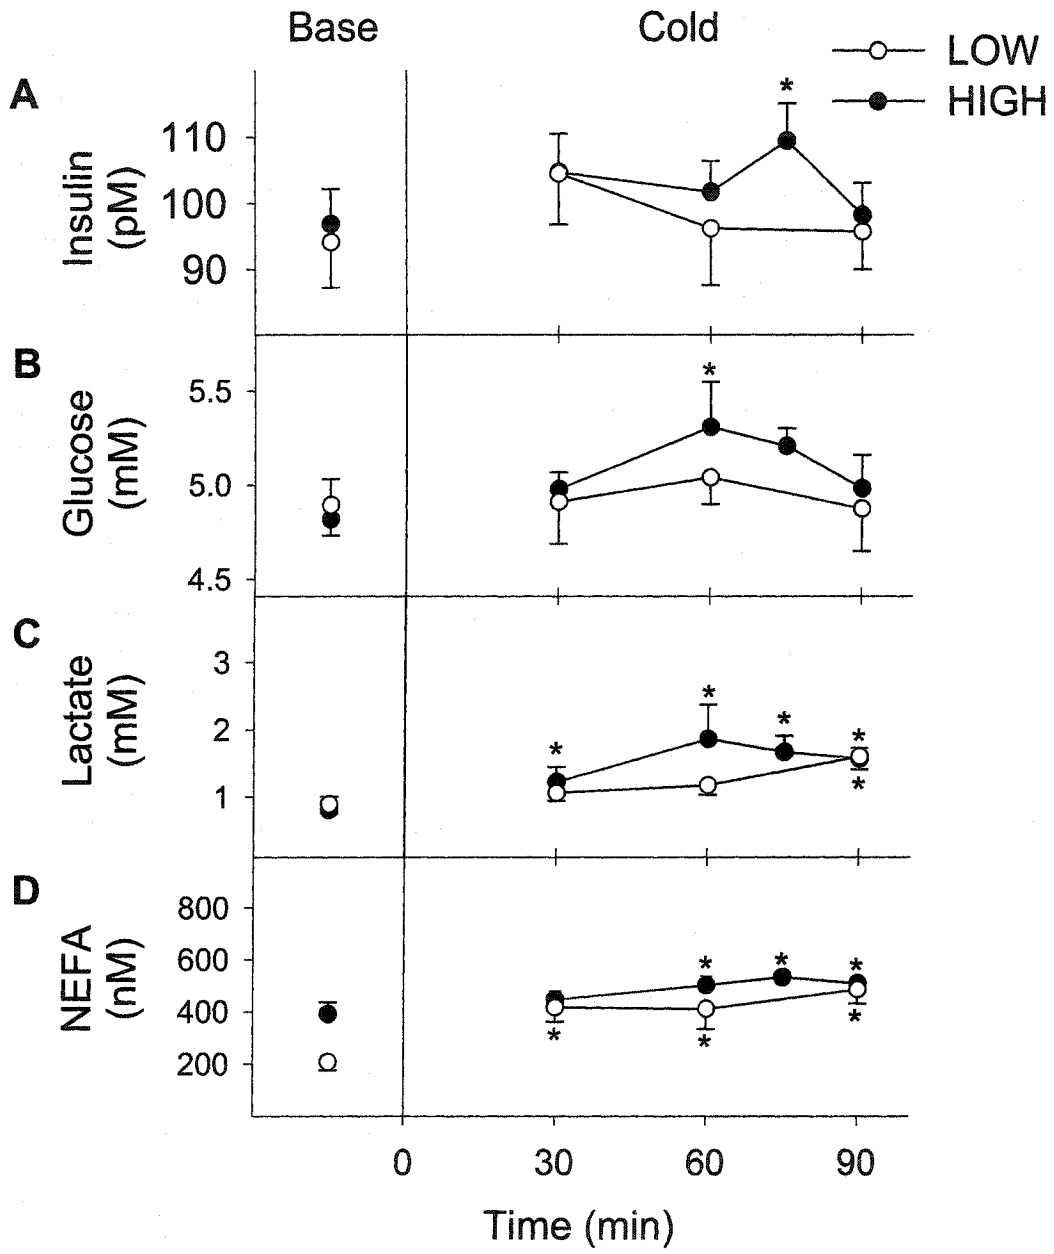 Base Cold
LOW
HIGH
A
Insulin
(pM)
110
100
90
*
B
Glucose
(mM)
5.5
5.0
4.5
*
C
Lactate
(mM)
3
2
1
* * * *
*
D
NEFA
(nM)
800
600
400
200
* * *
* * *
0 30 60 90
Time (min)